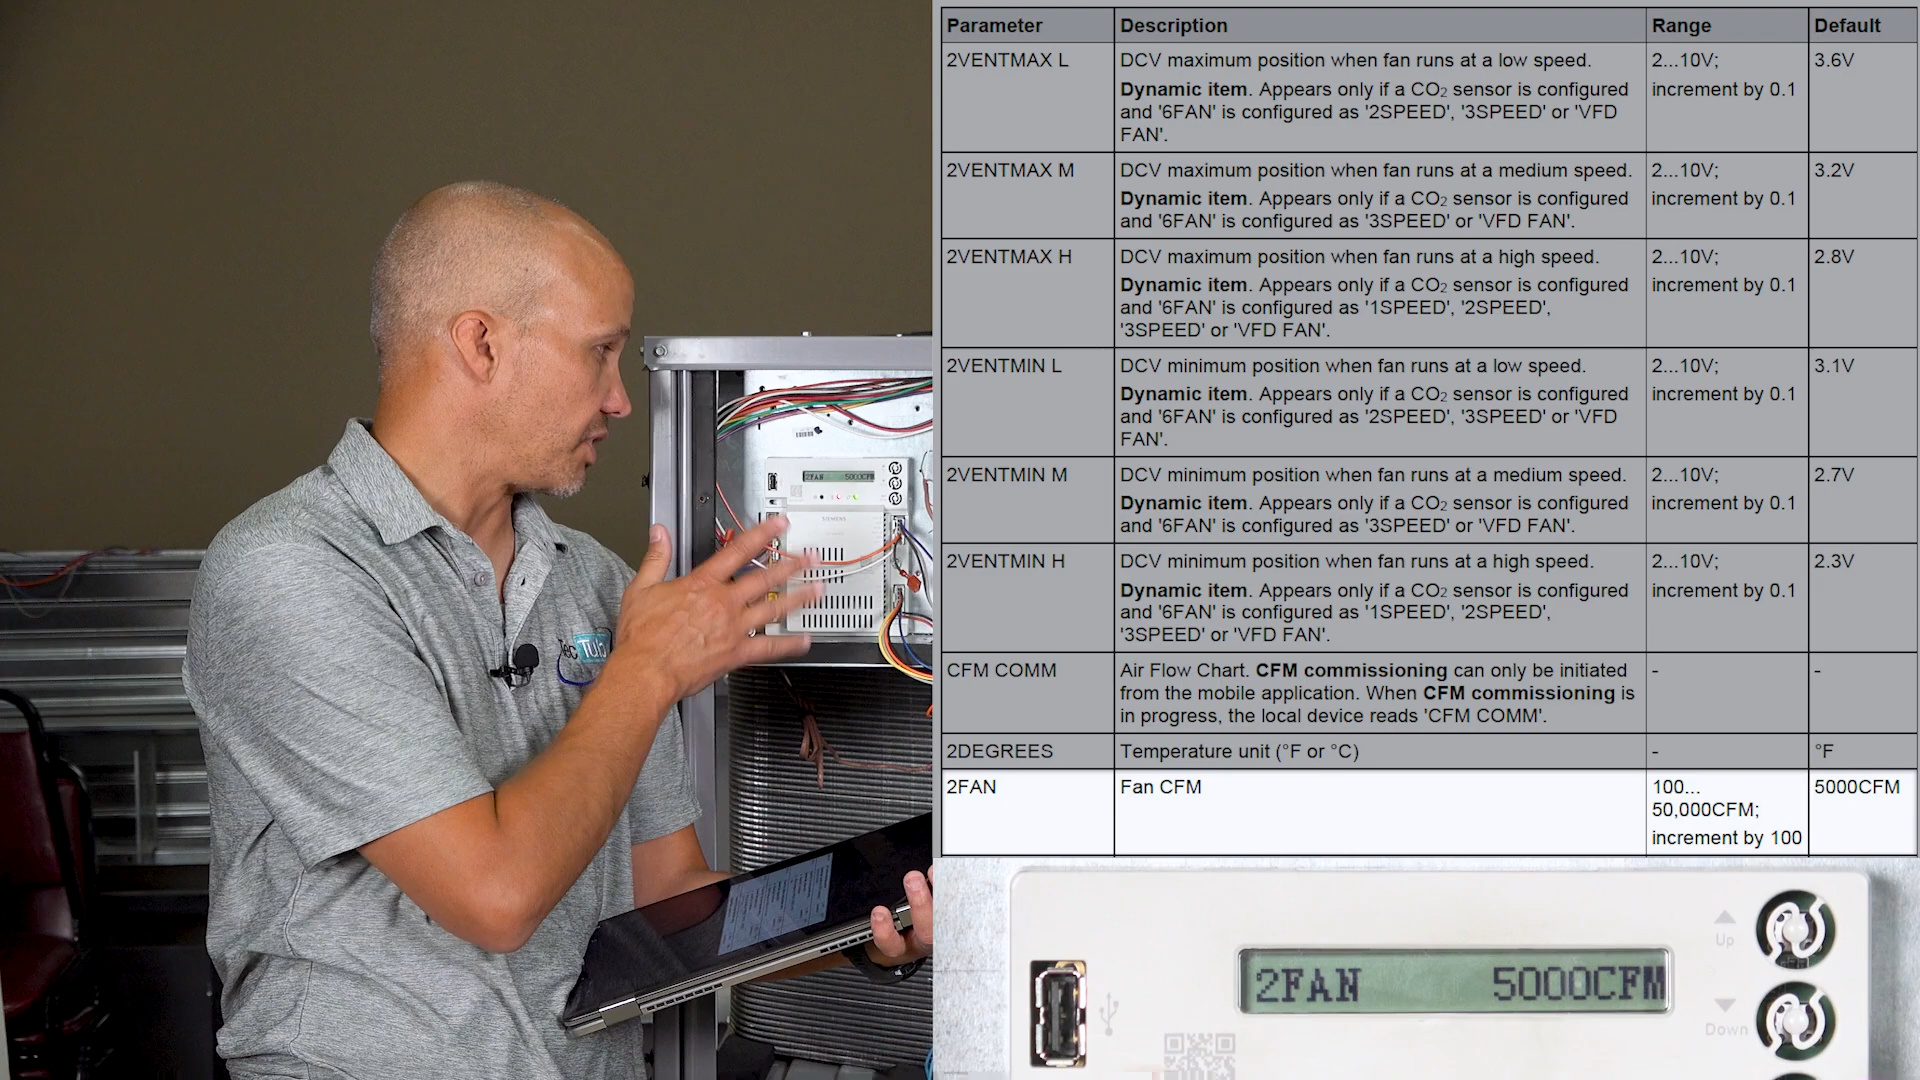 Parameter Description Range Default
2VENTMAX L DCV maximum position when fan runs at a low speed. 2...10V; 3.6V
Dynamic item. Appears only if a CO2 sensor is configured increment by 0.1
and '6FAN' is configured as '2SPEED', '3SPEED' or 'VFD
FAN'.
2VENTMAX M DCV maximum position when fan runs at a medium speed. 2...10V; 3.2V
Dynamic item. Appears only if a CO2 sensor is configured increment by 0.1
and '6FAN' is configured as '3SPEED' or 'VFD FAN'.
2VENTMAX H DCV maximum position when fan runs at a high speed. 2...10V; 2.8V
Dynamic item. Appears only if a CO2 sensor is configured increment by 0.1
and '6FAN' is configured as '1SPEED', '2SPEED',
'3SPEED' or 'VFD FAN'.
2VENTMIN L DCV minimum position when fan runs at a low speed. 2...10V; 3.1V
Dynamic item. Appears only if a CO2 sensor is configured increment by 0.1
and '6FAN' is configured as '2SPEED', '3SPEED' or 'VFD
FAN'.
2VENTMIN M DCV minimum position when fan runs at a medium speed. 2...10V; 2.7V
Dynamic item. Appears only if a CO2 sensor is configured increment by 0.1
and '6FAN' is configured as '3SPEED' or 'VFD FAN'.
2VENTMIN H DCV minimum position when fan runs at a high speed. 2...10V; 2.3V
Dynamic item. Appears only if a CO2 sensor is configured increment by 0.1
and '6FAN' is configured as '1SPEED', '2SPEED',
'3SPEED' or 'VFD FAN'.
CFM COMM Air Flow Chart. CFM commissioning can only be initiated - -
from the mobile application. When CFM commissioning is
in progress, the local device reads 'CFM COMM'.
2DEGREES Temperature unit (°F or °C) - °F
2FAN Fan CFM 100... 5000CFM
50,000CFM;
increment by 100
2FAN 5000CFM
Up
Down
2FAN 5000CFM
SIEMENS
Tec Tube